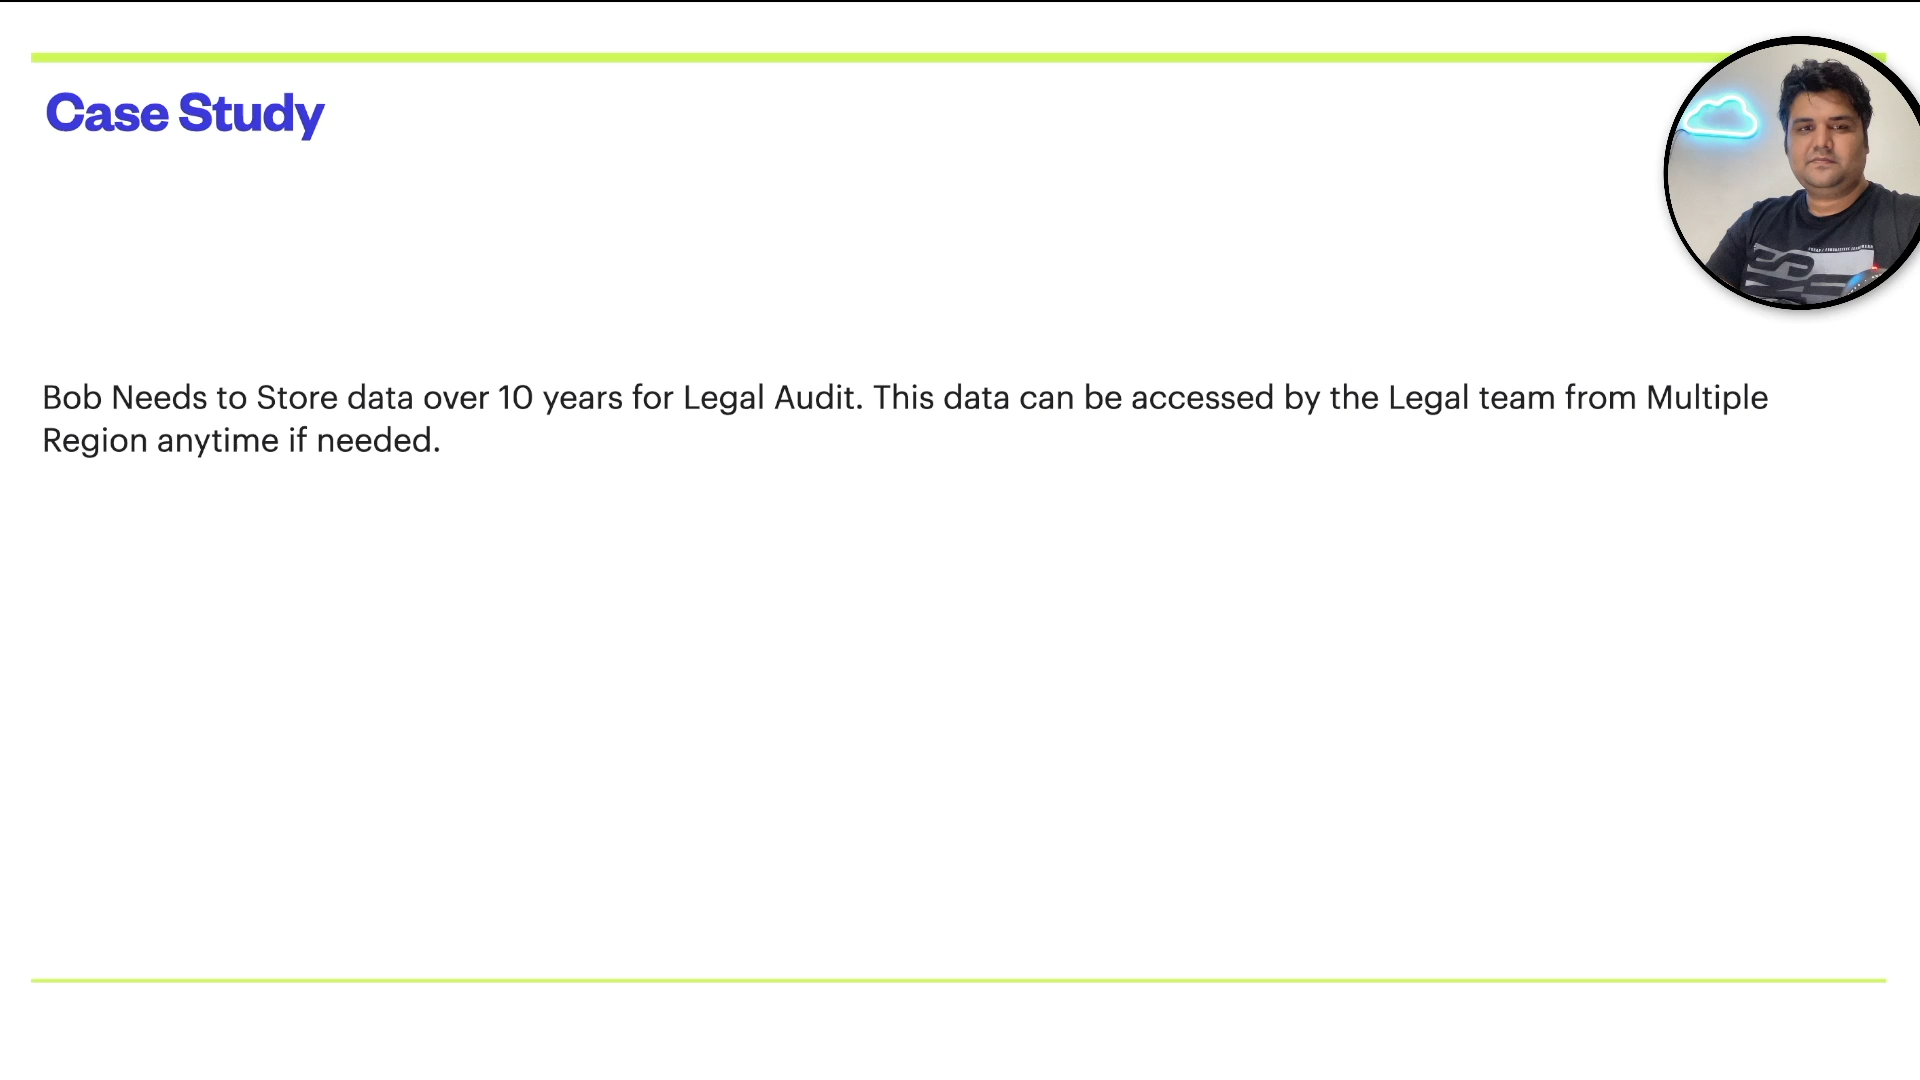 Case Study
Bob Needs to Store data over 10 years for Legal Audit. This data can be accessed by the Legal team from Multiple
Region anytime if needed.